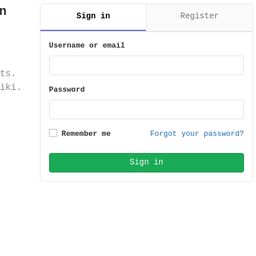 n
Sign in
Register
Username or email
ts.
iki.
Password
Remember me
Forgot your password?
Sign in